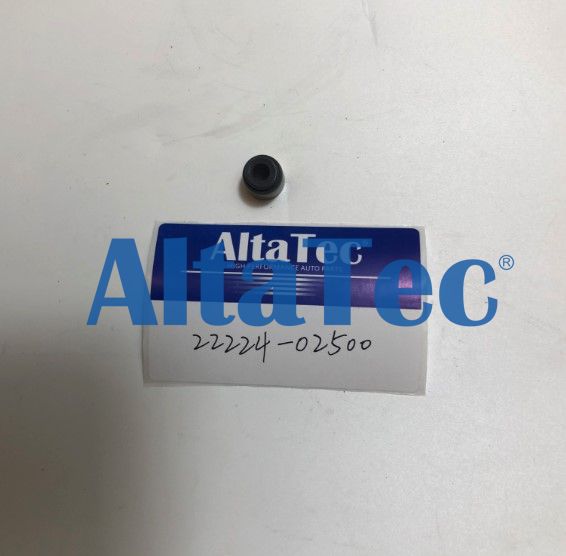 AltaTec
HIGH PERFORMANCE AUTO PARTS
AltaTec®
22224-02500